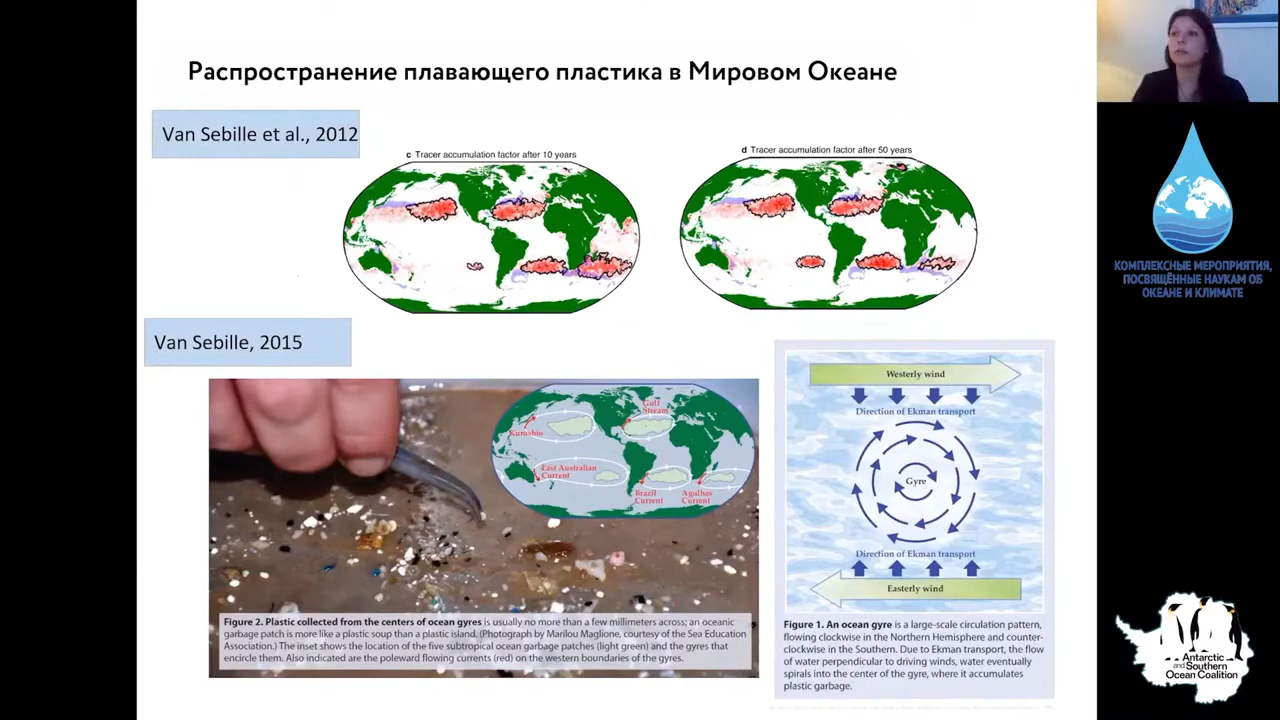 Распространение плавающего пластика в Мировом Океане
Van Sebille et al., 2012
c Tracer accumulation factor after 10 years
d Tracer accumulation factor after 50 years
Van Sebille, 2015
Kuroshio
Gulf
Stream
East Australian
Current
Brazil
Current
Agulhas
Current
Figure 2. Plastic collected from the centers of ocean gyres is usually no more than a few millimeters across; an oceanic
garbage patch is more like a plastic soup than a plastic island. (Photograph by Marilou Maglione, courtesy of the Sea Education
Association.) The inset shows the location of the five subtropical ocean garbage patches (light green) and the gyres that
encircle them. Also indicated are the poleward flowing currents (red) on the western boundaries of the gyres.
Westerly wind
Direction of Ekman transport
Gyre
Direction of Ekman transport
Easterly wind
Figure 1. An ocean gyre is a large-scale circulation pattern,
flowing clockwise in the Northern Hemisphere and counter-
clockwise in the Southern. Due to Ekman transport, the flow
of water perpendicular to driving winds, water eventually
spirals into the center of the gyre, where it accumulates
plastic garbage.
КОМПЛЕКСНЫЕ МЕРОПРИЯТИЯ,
ПОСВЯЩЁННЫЕ НАУКАМ ОБ
ОКЕАНЕ И КЛИМАТЕ
Antarctic
and Southern
Ocean Coalition